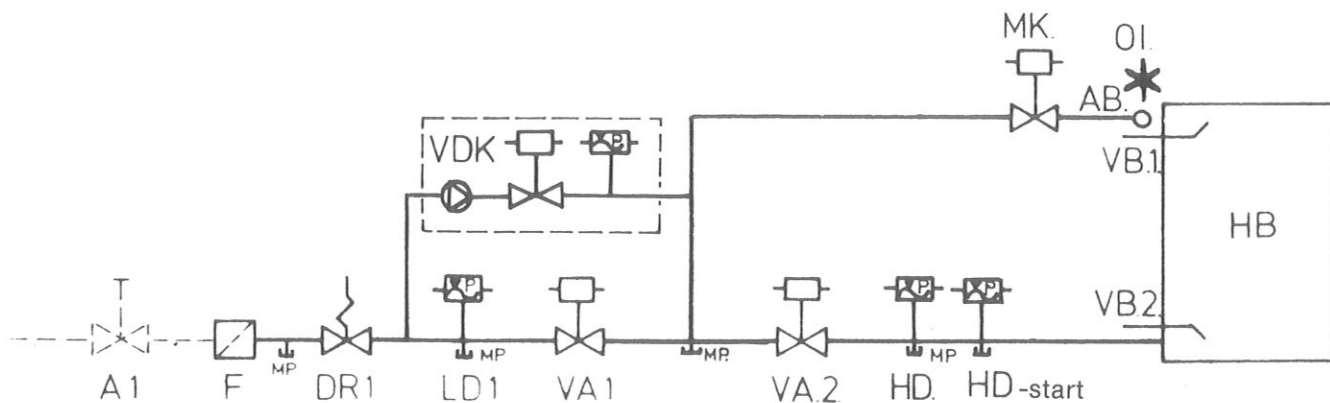 MK.
OI.
AB.
VDK
P.
VB.1
HB
P.
P.
P.
VB.2
MP
MP
MP.
MP
A1
F
DR1
LD1
VA1
VA.2
HD.
HD-start